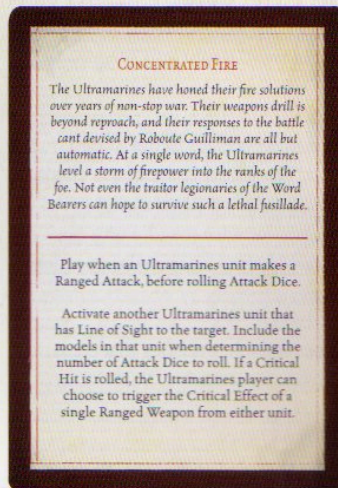 Concentrated Fire
The Ultramarines have honed their fire solutions
over years of non-stop war. Their weapons drill is
beyond reproach, and their responses to the battle
cant devised by Roboute Guilliman are all but
automatic. At a single word, the Ultramarines
level a storm of firepower into the ranks of the
foe. Not even the traitor legionaries of the Word
Bearers can hope to survive such a lethal fusillade.
Play when an Ultramarines unit makes a
Ranged Attack, before rolling Attack Dice.
Activate another Ultramarines unit that
has Line of Sight to the target. Include the
models in that unit when determining the
number of Attack Dice to roll. If a Critical
Hit is rolled, the Ultramarines player can
choose to trigger the Critical Effect of a
single Ranged Weapon from either unit.